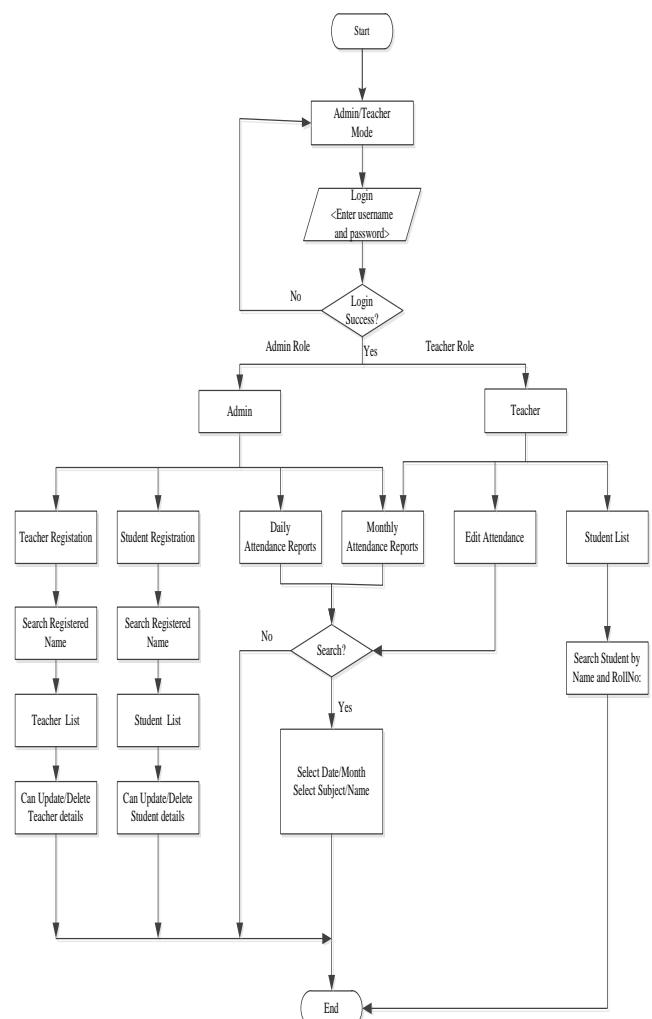 Start
Admin/Teacher
Mode
Login
<Enter username
and password>
Login
Success?
No
Yes
Admin Role
Teacher Role
Admin
Teacher
Teacher Registation
Student Registration
Daily
Attendance Reports
Monthly
Attendance Reports
Edit Attendance
Student List
Search Registered
Name
Search Registered
Name
No
Search?
Search Student by
Name and RollNo:
Yes
Teacher List
Student List
Select Date/Month
Select Subject/Name
Can Update/Delete
Teacher details
Can Update/Delete
Student details
End